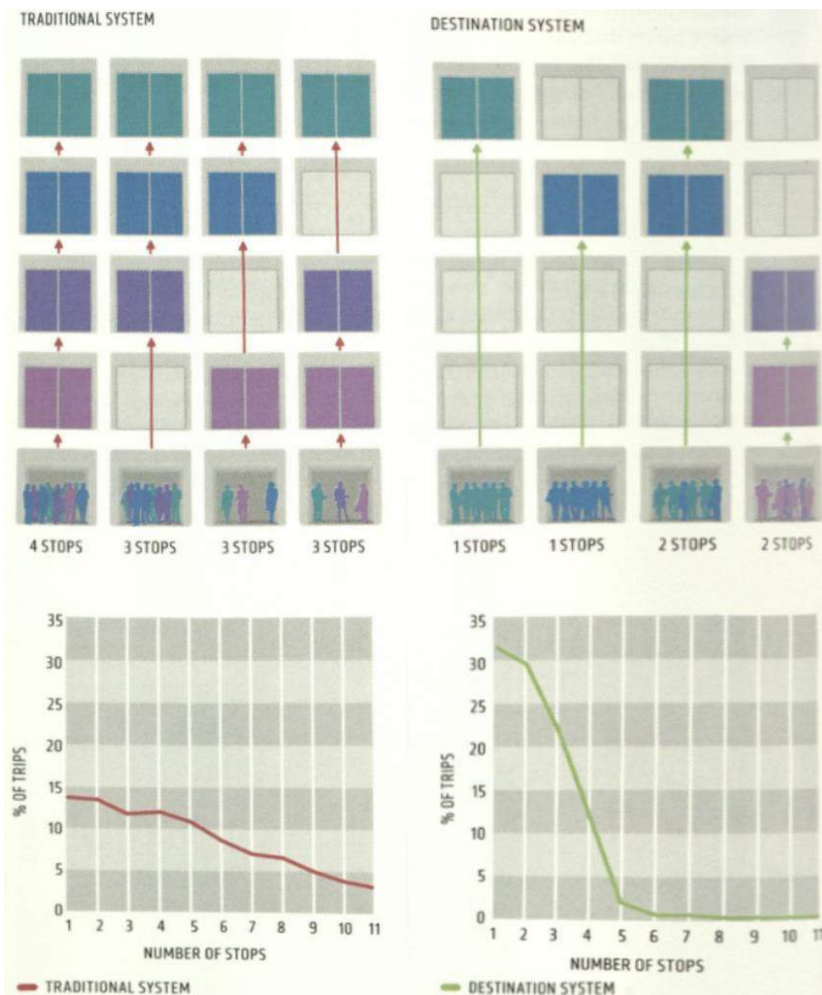 TRADITIONAL SYSTEM
4 STOPS 3 STOPS 3 STOPS 3 STOPS
DESTINATION SYSTEM
1 STOPS 1 STOPS 2 STOPS 2 STOPS
% OF TRIPS
35
30
25
20
15
10
5
0
1 2 3 4 5 6 7 8 9 10 11
NUMBER OF STOPS
TRADITIONAL SYSTEM
% OF TRIPS
35
30
25
20
15
10
5
0
1 2 3 4 5 6 7 8 9 10 11
NUMBER OF STOPS
DESTINATION SYSTEM